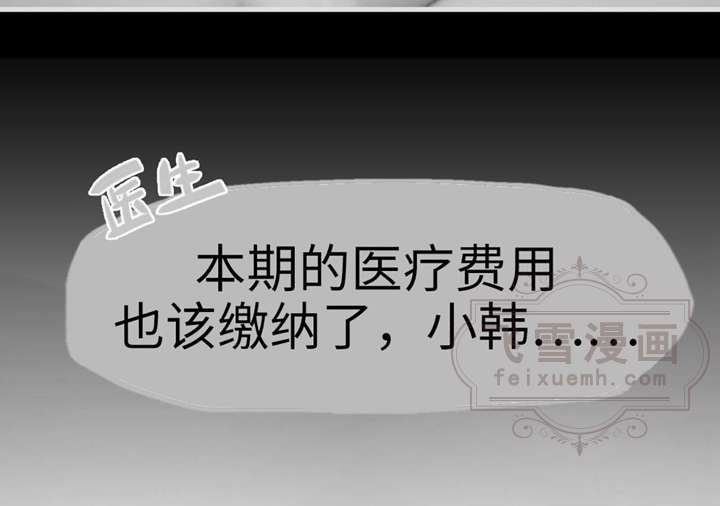 医生
本期的医疗费用
也该缴纳了，小韩……
飞雪漫画
feixuemh.com